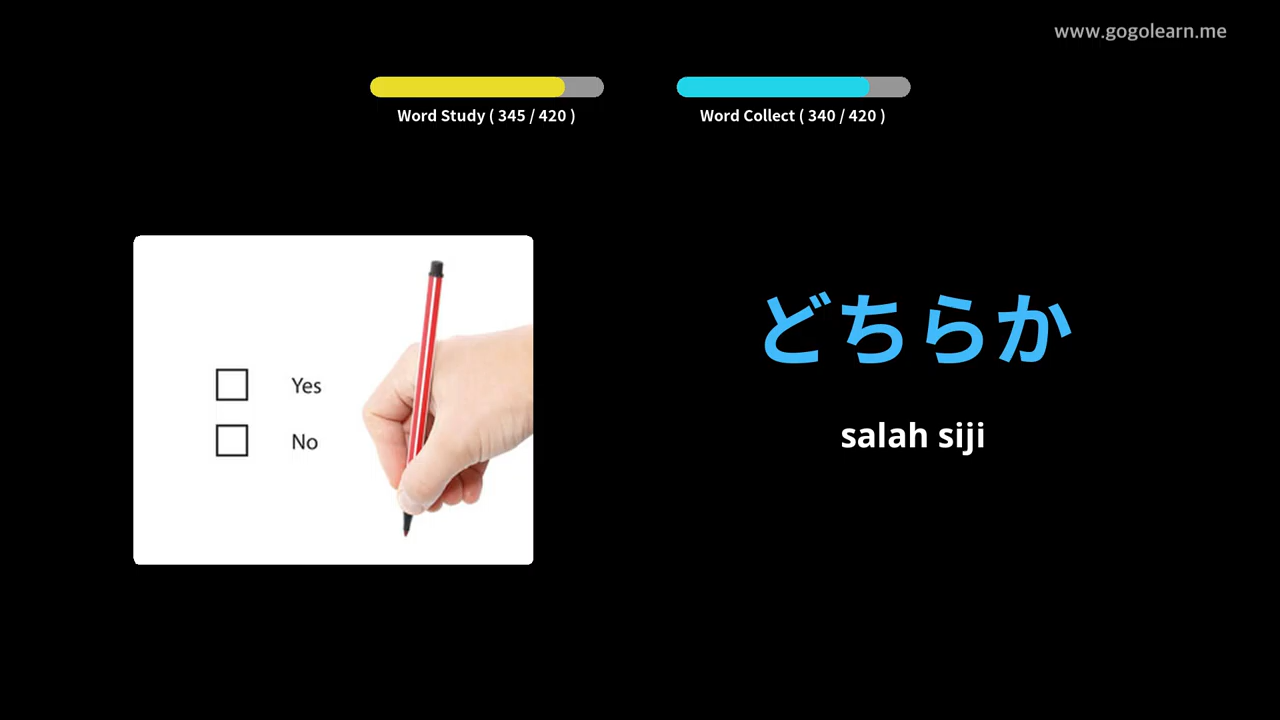 www.gogolearn.me
Word Study ( 345 / 420 )
Word Collect ( 340 / 420 )
Yes
No
どちらか
salah siji